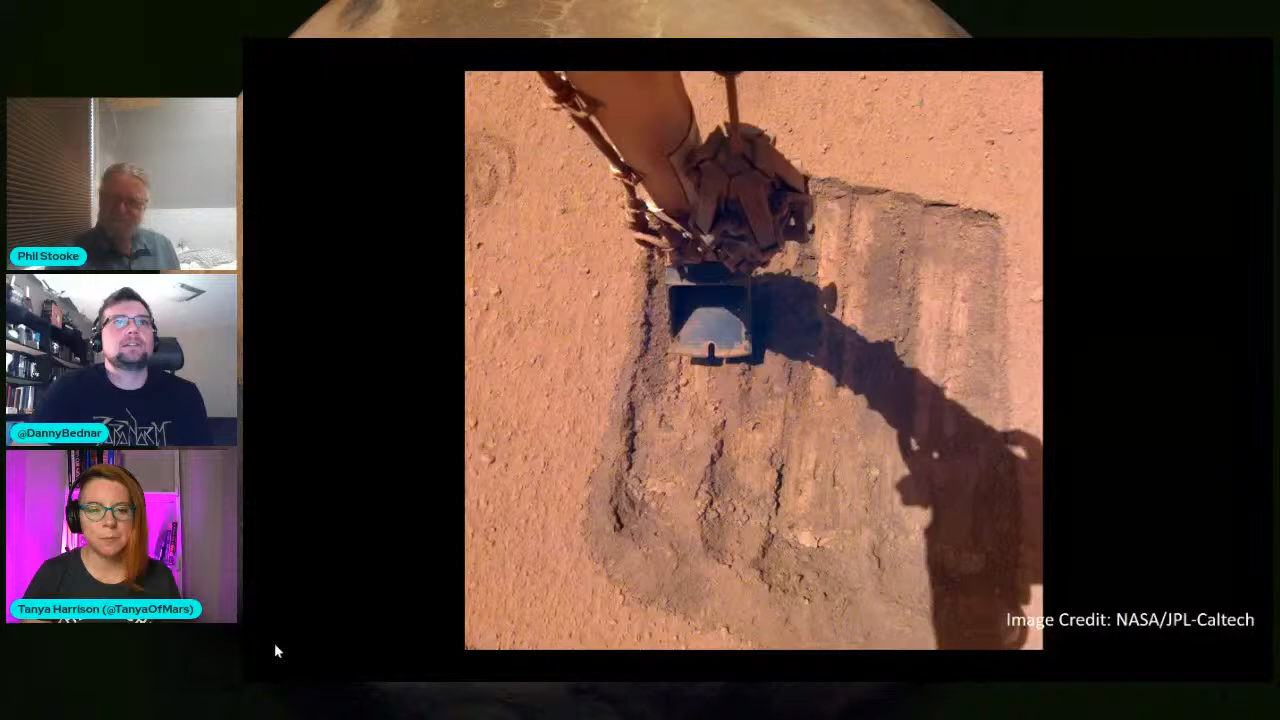 Phil Stooke
@DannyBednar
Tanya Harrison (@TanyaOfMars)
Image Credit: NASA/JPL-Caltech